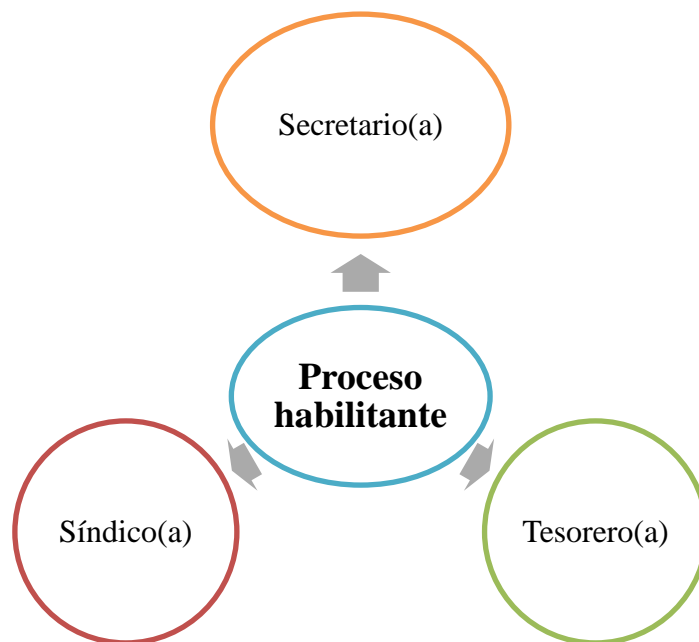 Secretario(a)
Proceso
habilitante
Síndico(a)
Tesorero(a)